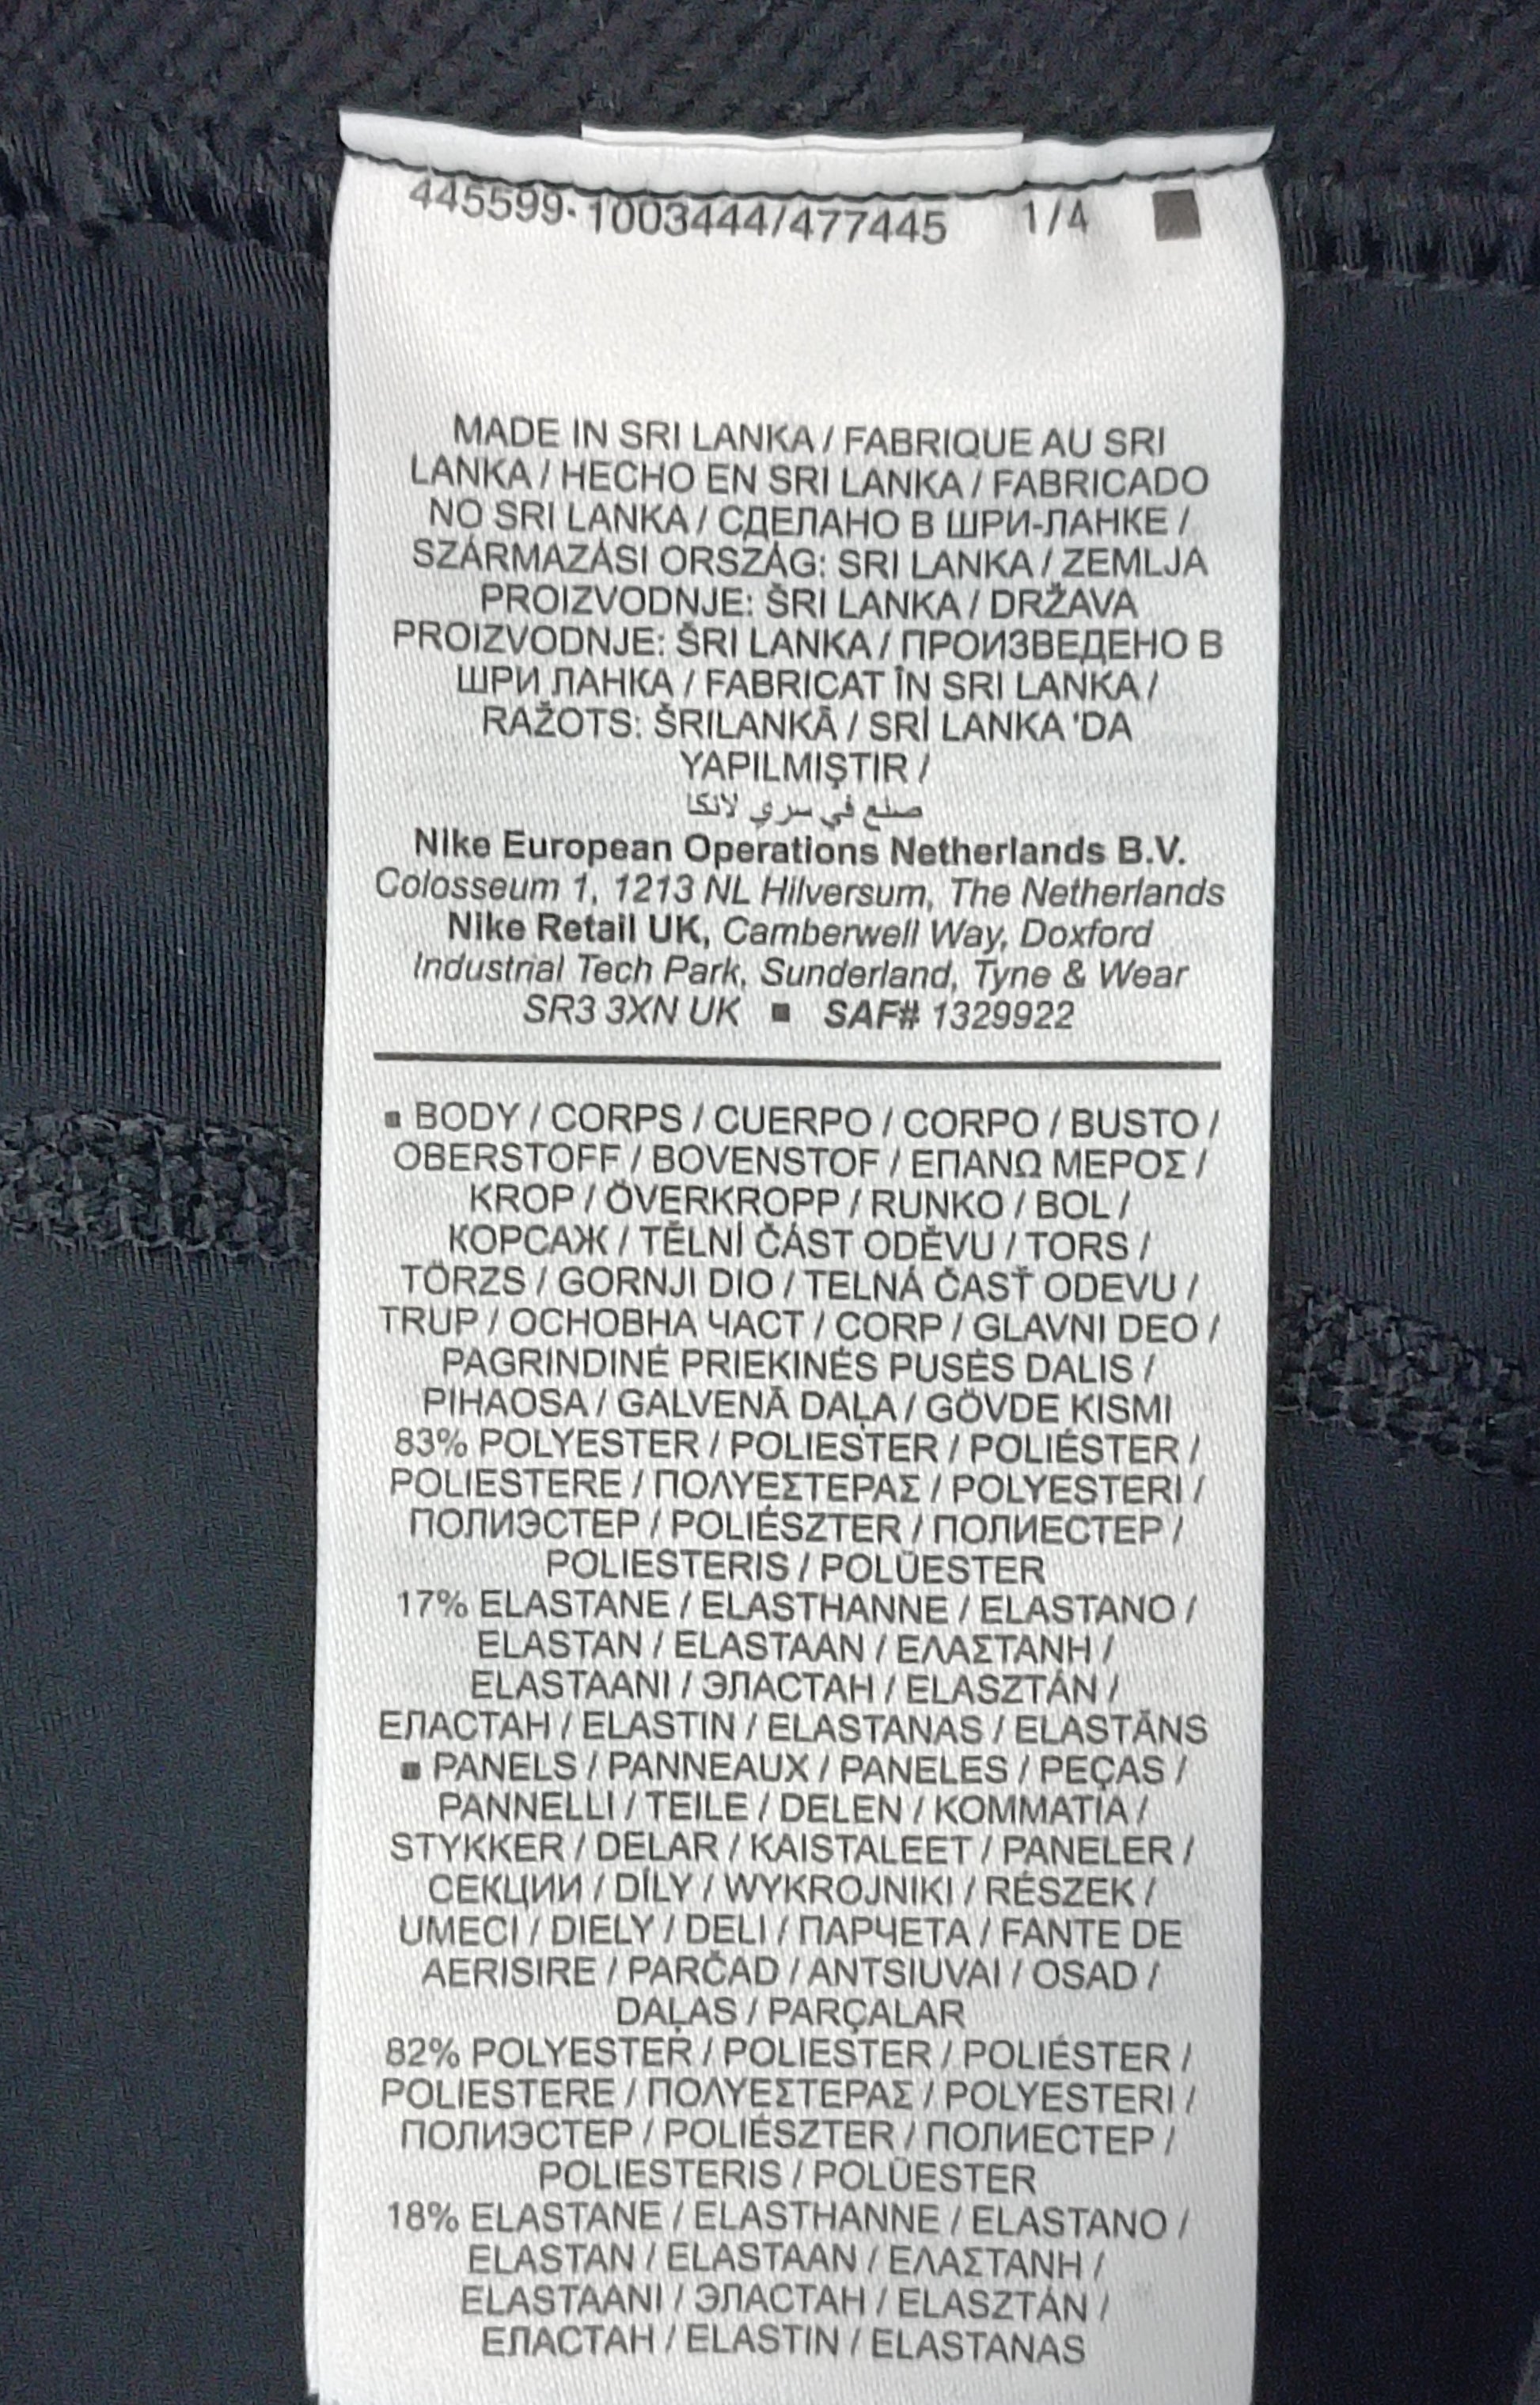 445599-1003444/477445 1/4
MADE IN SRI LANKA / FABRIQUE AU SRI
LANKA / HECHO EN SRI LANKA / FABRICADO
NO SRI LANKA / СДЕЛАНО В ШРИ-ЛАНКЕ /
SZÁRMAZÁSI ORSZÁG: SRI LANKA / ZEMLJA
PROIZVODNJE: ŠRI LANKA / DRŽAVA
PROIZVODNJE: ŠRI LANKA / ПРОИЗВЕДЕНО В
ШРИ ЛАНКА / FABRICAT ÎN SRI LANKA /
RAŽOTS: ŠRILANKĀ / SRİ LANKA 'DA
YAPILMIŞTIR /
صنع في سري لانكا
Nike European Operations Netherlands B.V.
Colosseum 1, 1213 NL Hilversum, The Netherlands
Nike Retail UK, Camberwell Way, Doxford
Industrial Tech Park, Sunderland, Tyne & Wear
SR3 3XN UK ■ SAF# 1329922
■ BODY / CORPS / CUERPO / CORPO / BUSTO /
OBERSTOFF / BOVENSTOF / ΕΠΑΝΩ ΜΕΡΟΣ /
KROP / ÖVERKROPP / RUNKO / BOL /
КОРСАЖ / TĚLNÍ ČÁST ODĚVU / TORS /
TÖRZS / GORNJI DIO / TELNÁ ČASŤ ODEVU /
TRUP / ОСНОВНА ЧАСТ / CORP / GLAVNI DEO /
PAGRINDINĖ PRIEKINĖS PUSĖS DALIS /
PIHAOSA / GALVENĀ DAĻA / GÖVDE KISMI
83% POLYESTER / POLIESTER / POLIÉSTER /
POLIESTERE / ΠΟΛΥΕΣΤΕΡΑΣ / POLYESTERI /
ПОЛИЭСТЕР / POLIÉSZTER / ПОЛИЕСТЕР /
POLIESTERIS / POLÜESTER
17% ELASTANE / ELASTHANNE / ELASTANO /
ELASTAN / ELASTAAN / ΕΛΑΣΤΑΝΗ /
ELASTAANI / ЭЛАСТАН / ELASZTÁN /
ЕЛАСТАН / ELASTIN / ELASTANAS / ELASTĀNS
■ PANELS / PANNEAUX / PANELES / PEÇAS /
PANNELLI / TEILE / DELEN / ΚΟΜΜΑΤΙΑ /
STYKKER / DELAR / KAISTALEET / PANELER /
СЕКЦИИ / DÍLY / WYKROJNIKI / RÉSZEK /
UMECI / DIELY / DELI / ПАРЧЕТА / FANTE DE
AERISIRE / PARČAD / ANTSIUVAI / OSAD /
DAĻAS / PARÇALAR
82% POLYESTER / POLIESTER / POLIÉSTER /
POLIESTERE / ΠΟΛΥΕΣΤΕΡΑΣ / POLYESTERI /
ПОЛИЭСТЕР / POLIÉSZTER / ПОЛИЕСТЕР /
POLIESTERIS / POLÜESTER
18% ELASTANE / ELASTHANNE / ELASTANO /
ELASTAN / ELASTAAN / ΕΛΑΣΤΑΝΗ /
ELASTAANI / ЭЛАСТАН / ELASZTÁN /
ЕЛАСТАН / ELASTIN / ELASTANAS